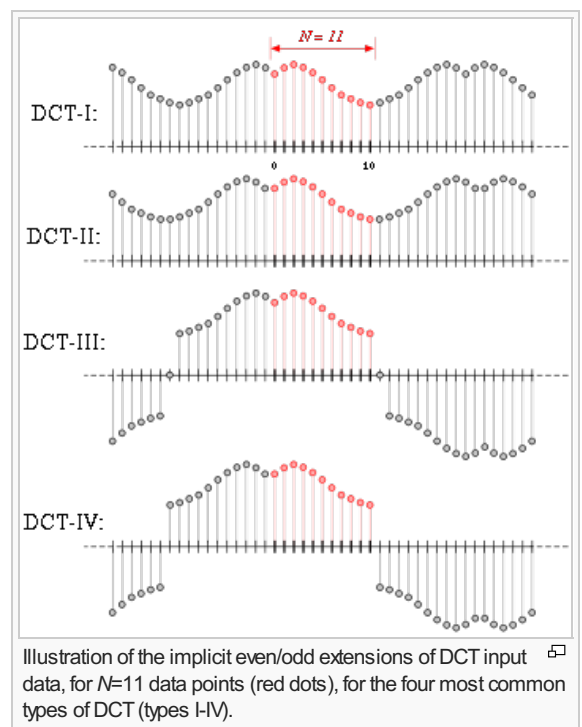 N= 11
DCT-I:
0 10
DCT-II:
DCT-III:
DCT-IV:
Illustration of the implicit even/odd extensions of DCT input
data, for N=11 data points (red dots), for the four most common
types of DCT (types I-IV).